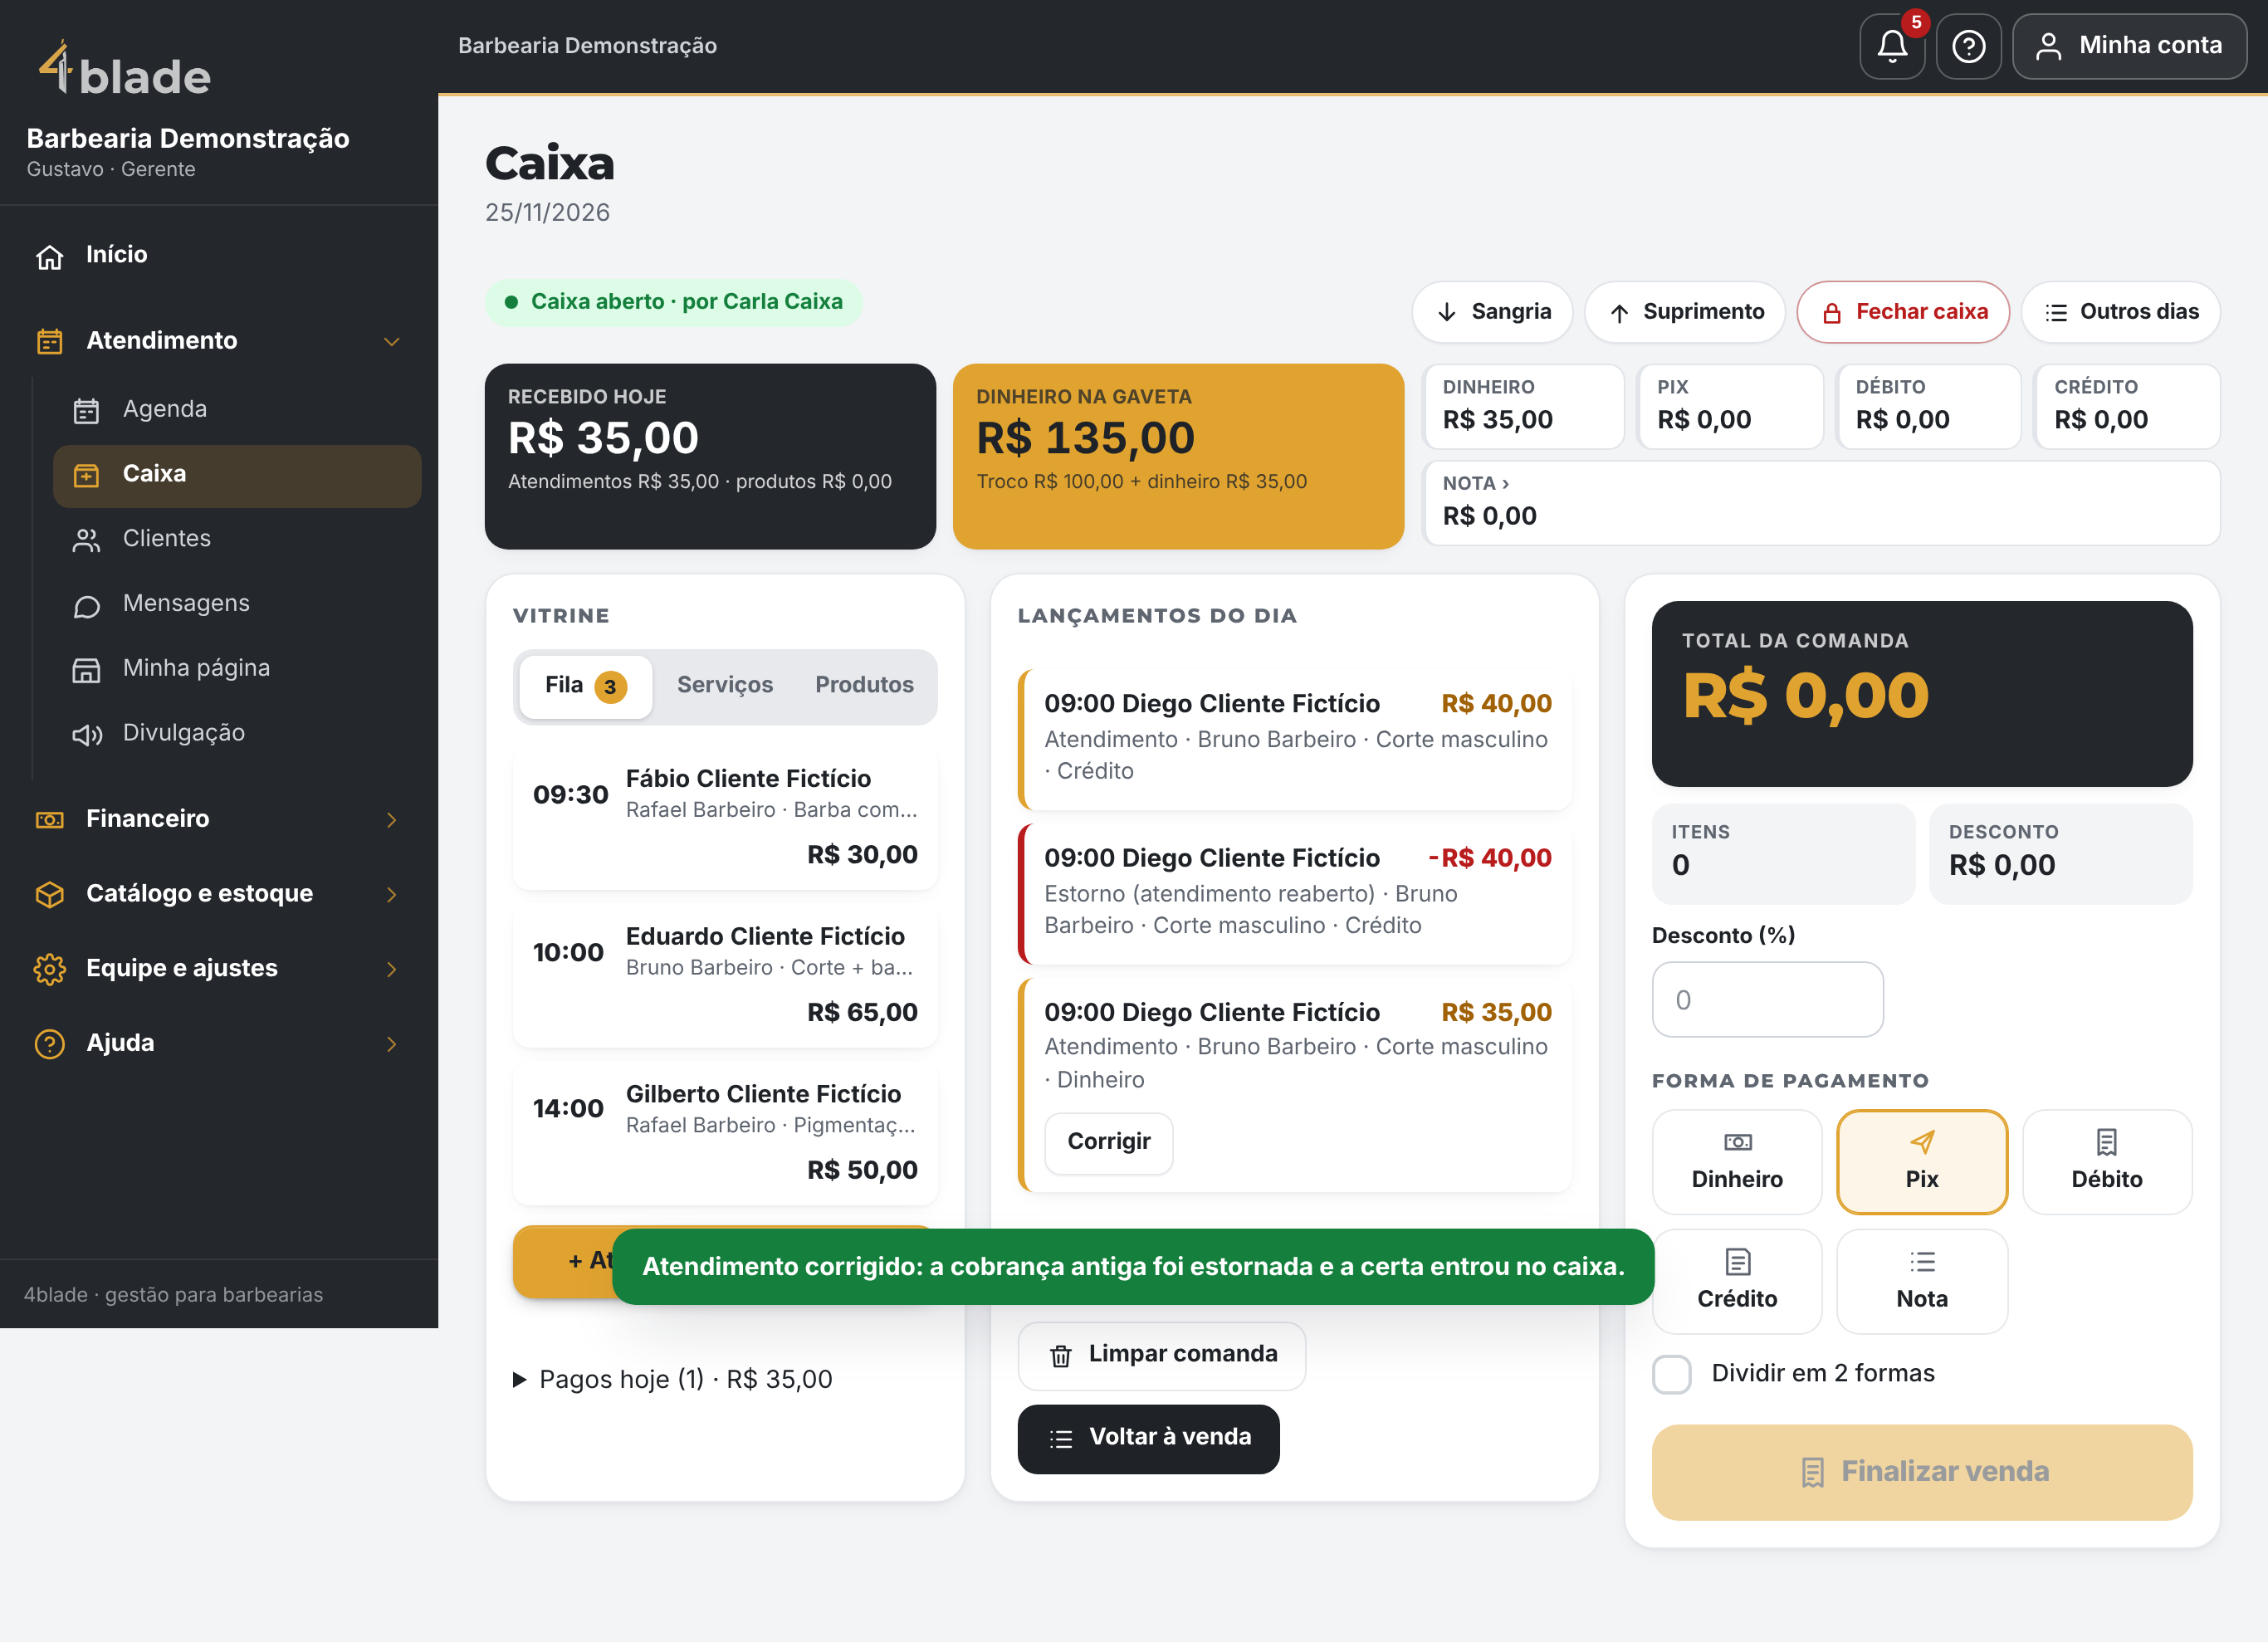 4blade
Barbearia Demonstração
Gustavo · Gerente
Início
Atendimento
Agenda
Caixa
Clientes
Mensagens
Minha página
Divulgação
Financeiro
Catálogo e estoque
Equipe e ajustes
Ajuda
4blade · gestão para barbearias
Barbearia Demonstração
5
Minha conta
Caixa
25/11/2026
Caixa aberto · por Carla Caixa
Sangria
Suprimento
Fechar caixa
Outros dias
RECEBIDO HOJE
R$ 35,00
Atendimentos R$ 35,00 · produtos R$ 0,00
DINHEIRO NA GAVETA
R$ 135,00
Troco R$ 100,00 + dinheiro R$ 35,00
DINHEIRO
R$ 35,00
PIX
R$ 0,00
DÉBITO
R$ 0,00
CRÉDITO
R$ 0,00
NOTA ›
R$ 0,00
VITRINE
Fila 3
Serviços
Produtos
09:30
Fábio Cliente Fictício
Rafael Barbeiro · Barba com...
R$ 30,00
10:00
Eduardo Cliente Fictício
Bruno Barbeiro · Corte + ba...
R$ 65,00
14:00
Gilberto Cliente Fictício
Rafael Barbeiro · Pigmentaç...
R$ 50,00
+ At
Pagos hoje (1) · R$ 35,00
LANÇAMENTOS DO DIA
09:00 Diego Cliente Fictício R$ 40,00
Atendimento · Bruno Barbeiro · Corte masculino
· Crédito
09:00 Diego Cliente Fictício -R$ 40,00
Estorno (atendimento reaberto) · Bruno
Barbeiro · Corte masculino · Crédito
09:00 Diego Cliente Fictício R$ 35,00
Atendimento · Bruno Barbeiro · Corte masculino
· Dinheiro
Corrigir
Atendimento corrigido: a cobrança antiga foi estornada e a certa entrou no caixa.
Limpar comanda
Voltar à venda
TOTAL DA COMANDA
R$ 0,00
ITENS
0
DESCONTO
R$ 0,00
Desconto (%)
0
FORMA DE PAGAMENTO
Dinheiro
Pix
Débito
Crédito
Nota
Dividir em 2 formas
Finalizar venda